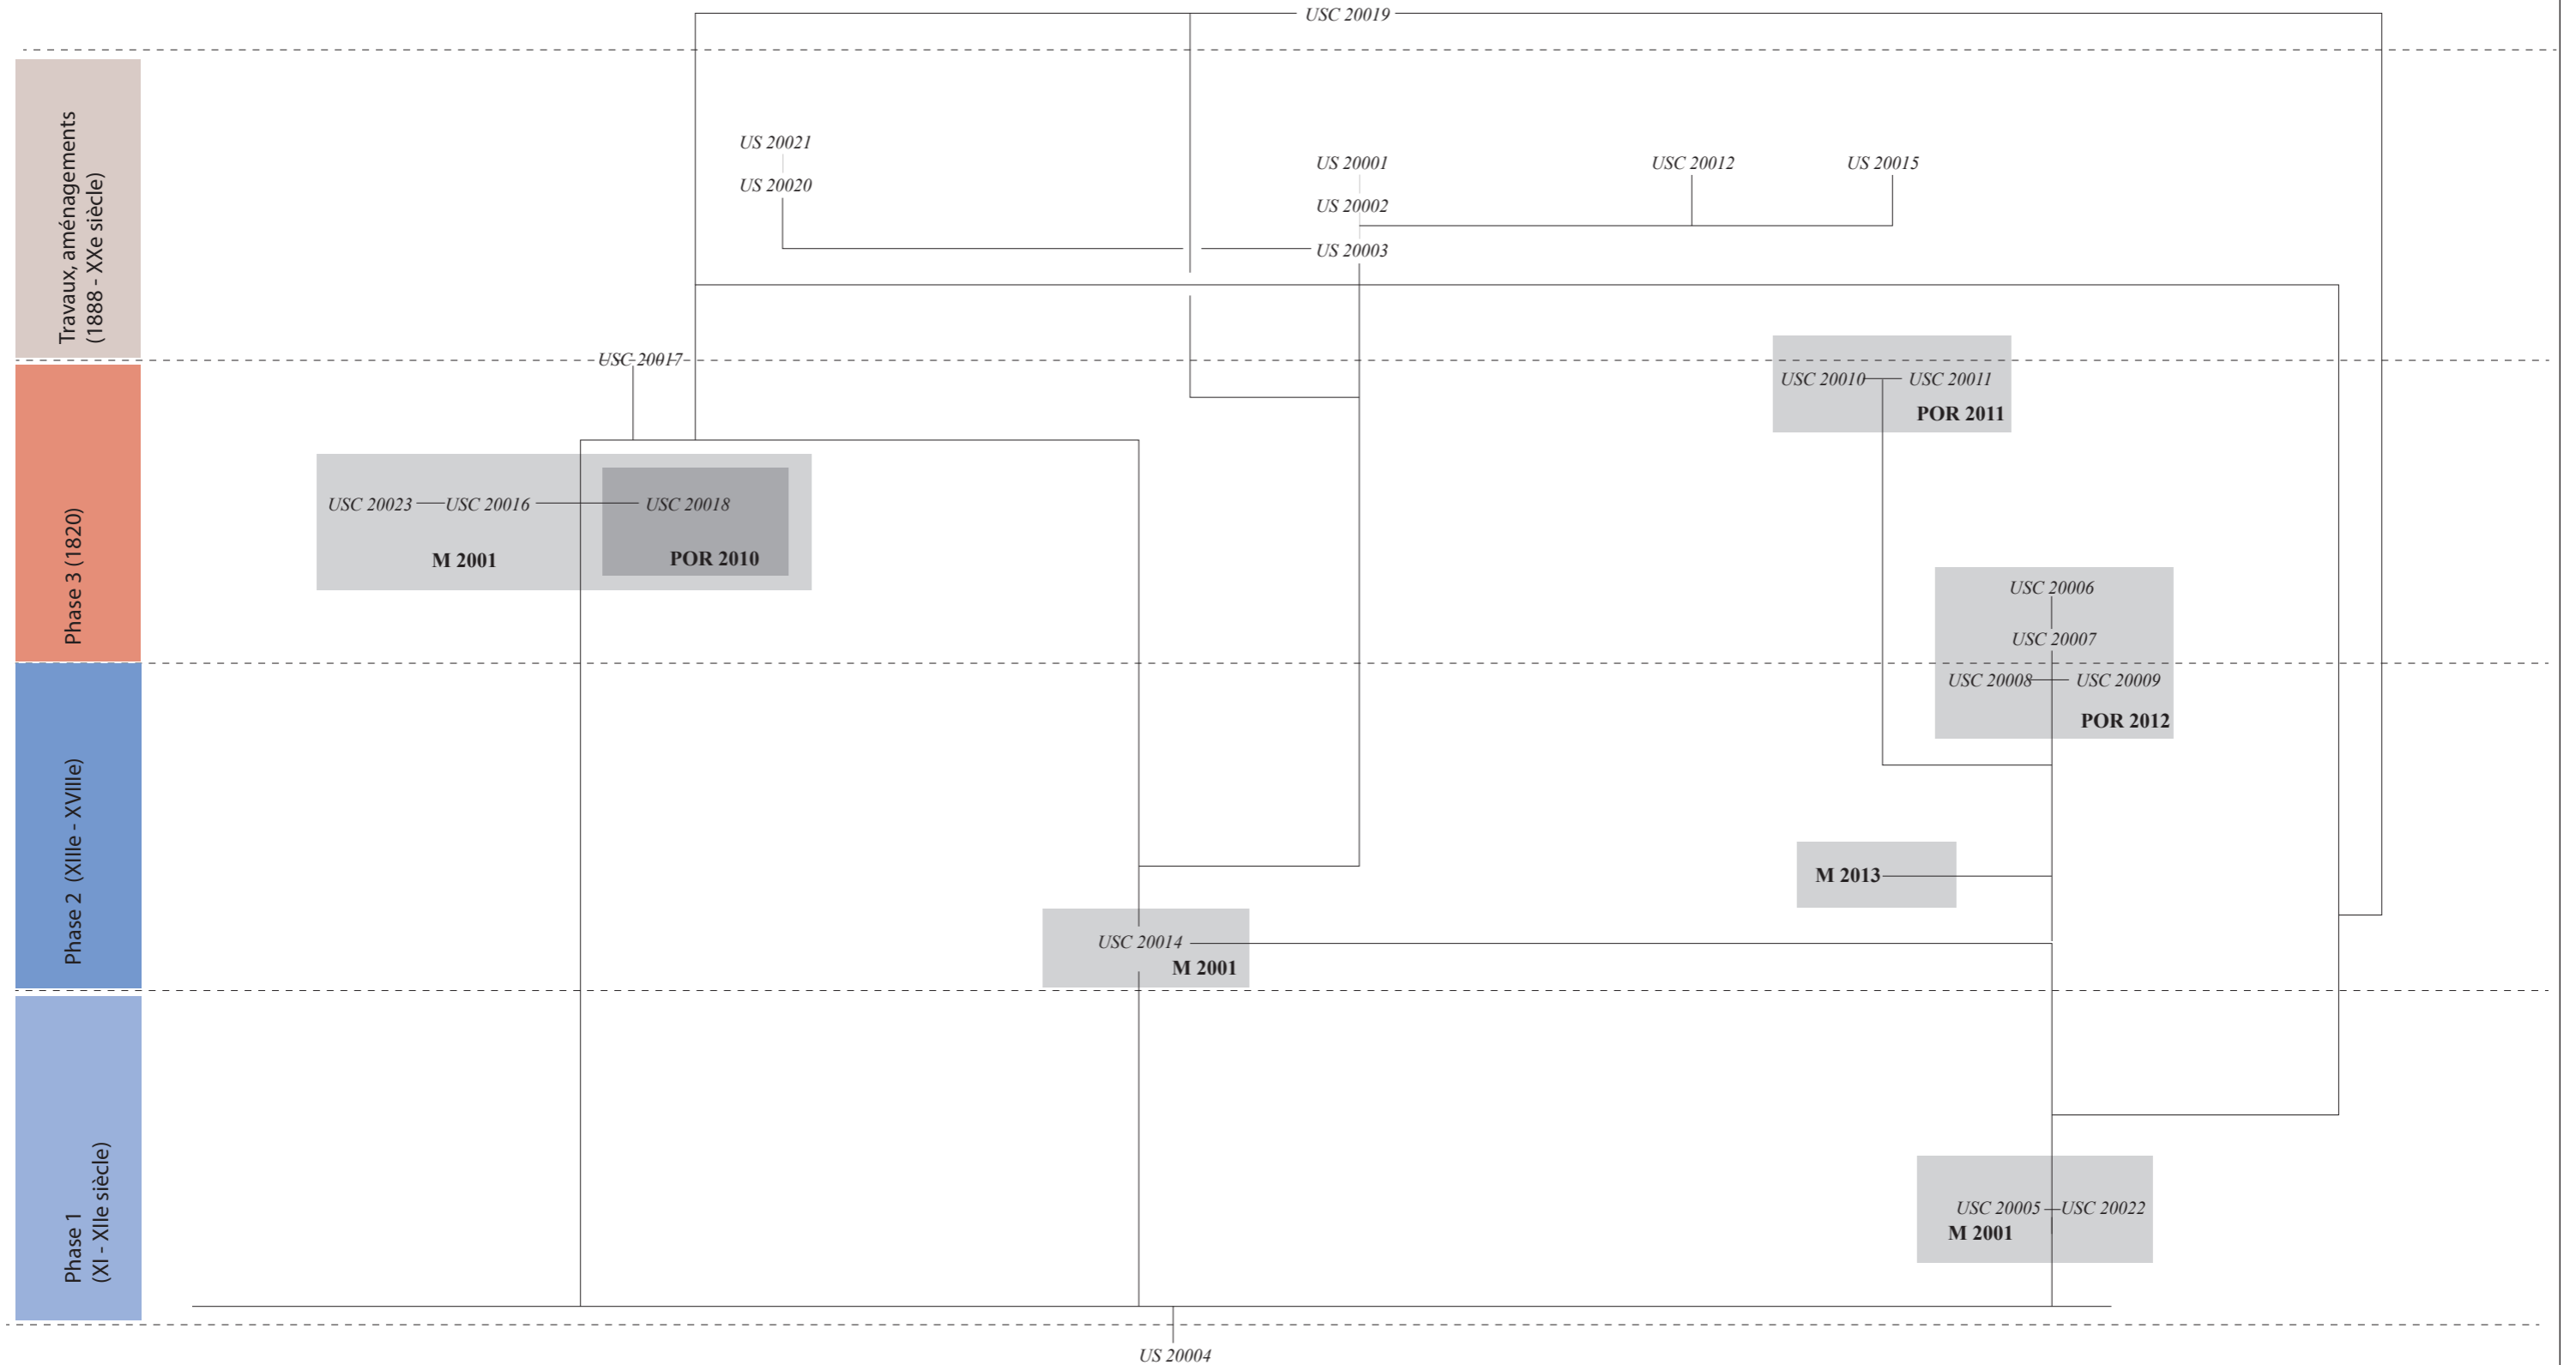 USC 20019
Travaux, aménagements
(1888 - XXe siècle)
US 20021
US 20020
US 20001
US 20002
US 20003
USC 20012
US 20015
USC 20017
Phase 3 (1820)
USC 20010
USC 20011
POR 2011
USC 20023
USC 20016
USC 20018
M 2001
POR 2010
USC 20006
USC 20007
Phase 2 (XIIIe - XVIIIe)
USC 20008
USC 20009
POR 2012
M 2013
USC 20014
M 2001
Phase 1
(XI - XIIe siècle)
USC 20005
USC 20022
M 2001
US 20004